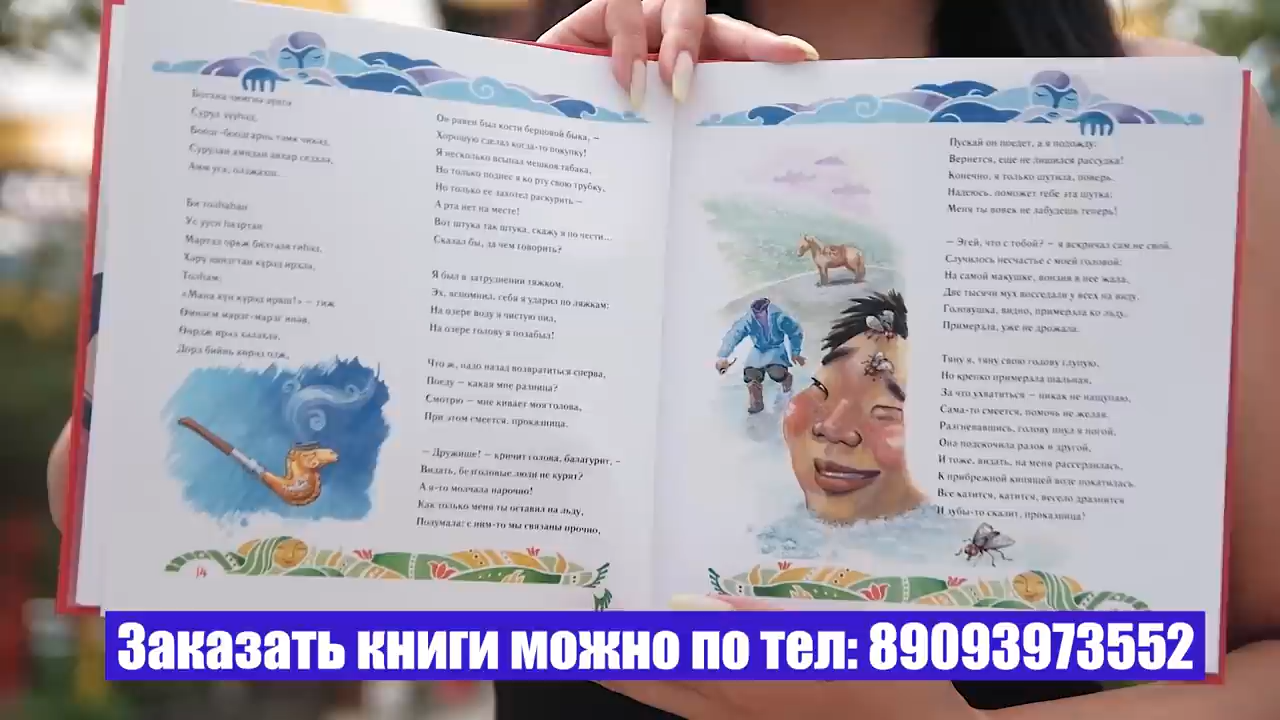 Сурул зууһад,
Он равен был кости берцовой быка, –
Хорошую сделал когда-то покупку!
Я несколько всыпал мешков табака,
Но только поднес я ко рту свою трубку,
Но только ее захотел раскурить –
А рта нет на месте!
Вот штука так штука, скажу я по чести...
Сказал бы, да чем говорить?
Я был в затруднении тяжком.
Эх, вспомнил, себя я ударил по ляжкам:
На озере воду я чистую пил,
На озере голову я позабыл!
Что ж, надо назад возвратиться сперва,
Поеду – какая мне разница?
Смотрю – мне кивает моя голова,
При этом смеется, проказница.
– Дружище! – кричит голова, балагурит, –
Видать, безголовые люди не курят?
А я-то молчала нарочно!
Как только меня ты оставил на льду,
Подумала: с ним-то мы связаны прочно,
14
Пускай он поедет, а я подожду:
Вернется, еще не лишился рассудка!
Конечно, я только шутила, поверь.
Надеюсь, поможет тебе эта шутка:
Меня ты вовек не забудешь теперь!
– Эгей, что с тобой? – я вскричал сам не свой.
Случилось несчастье с моей головой:
На самой макушке, вонзив в нее жала,
Две тысячи мух восседали у всех на виду.
Головушка, видно, примерзла ко льду.
Примерзла, уже не дрожала.
Тяну я, тяну свою голову глупую,
Но крепко примерзла шальная,
За что ухватиться – никак не нащупаю,
Сама-то смеется, помочь не желая.
Разгневавшись, голову пнул я ногой,
Она подскочила разок и другой,
И тоже, видать, на меня рассердилась,
К прибрежной кипящей воде покатилась.
Все катится, катится, весело дразнится
И зубы-то скалит, проказница!
Заказать книги можно по тел: 89093973552